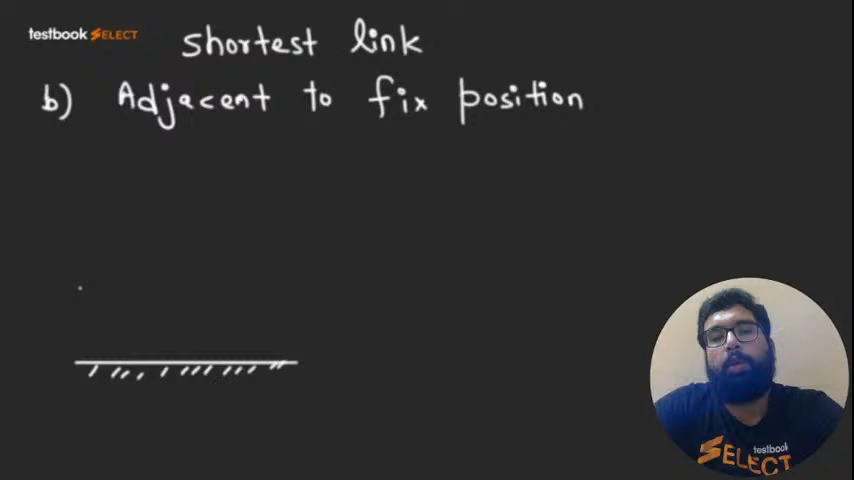 testbook SELECT
shortest link
b) Adjacent to fix position
testbook
SELECT